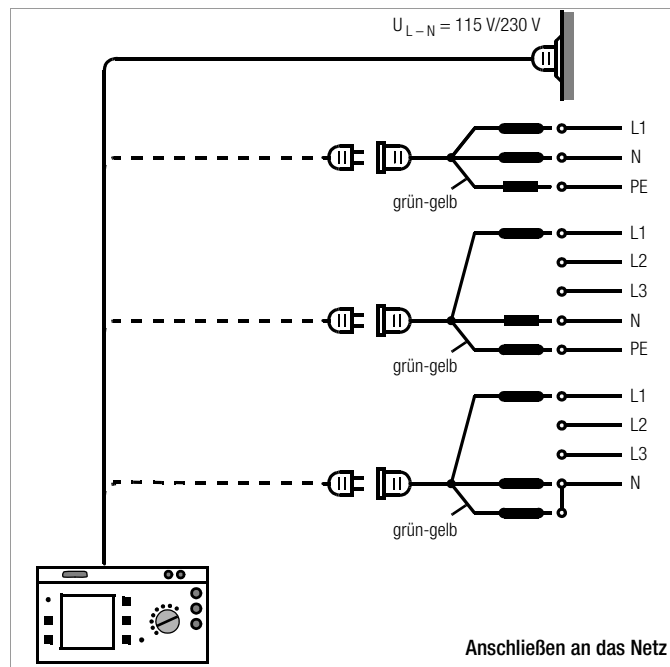 U L – N = 115 V/230 V
L1
N
PE
grün-gelb
L1
L2
L3
N
PE
grün-gelb
L1
L2
L3
N
grün-gelb
Anschließen an das Netz